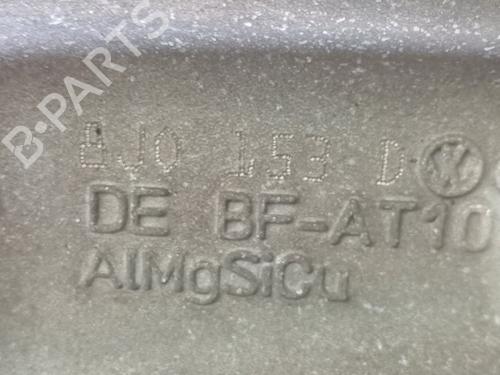 B-PARTS
8J0 153 D
DE BF-AT10
AlMgSiCu